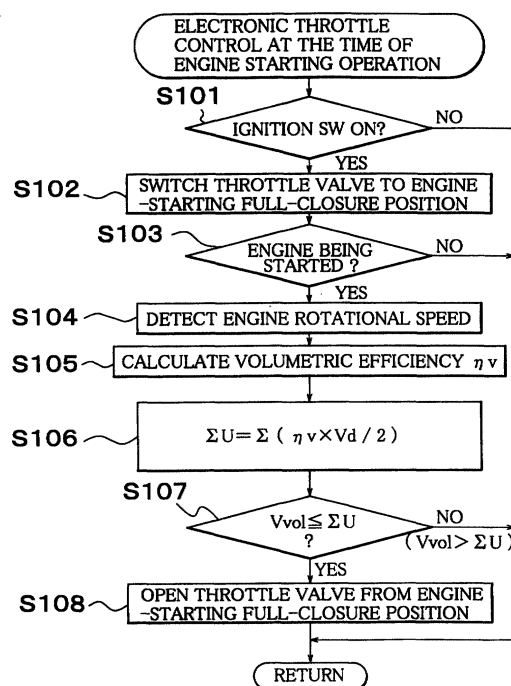 ELECTRONIC THROTTLE
CONTROL AT THE TIME OF
ENGINE STARTING OPERATION
S101
IGNITION SW ON?
NO
YES
S102
SWITCH THROTTLE VALVE TO ENGINE
-STARTING FULL-CLOSURE POSITION
S103
ENGINE BEING
STARTED ?
NO
YES
S104
DETECT ENGINE ROTATIONAL SPEED
S105
CALCULATE VOLUMETRIC EFFICIENCY ηv
S106
ΣU=Σ ( ηv×Vd/2)
S107
Vvol≦ΣU
?
NO
(Vvol>ΣU)
YES
S108
OPEN THROTTLE VALVE FROM ENGINE
-STARTING FULL-CLOSURE POSITION
RETURN